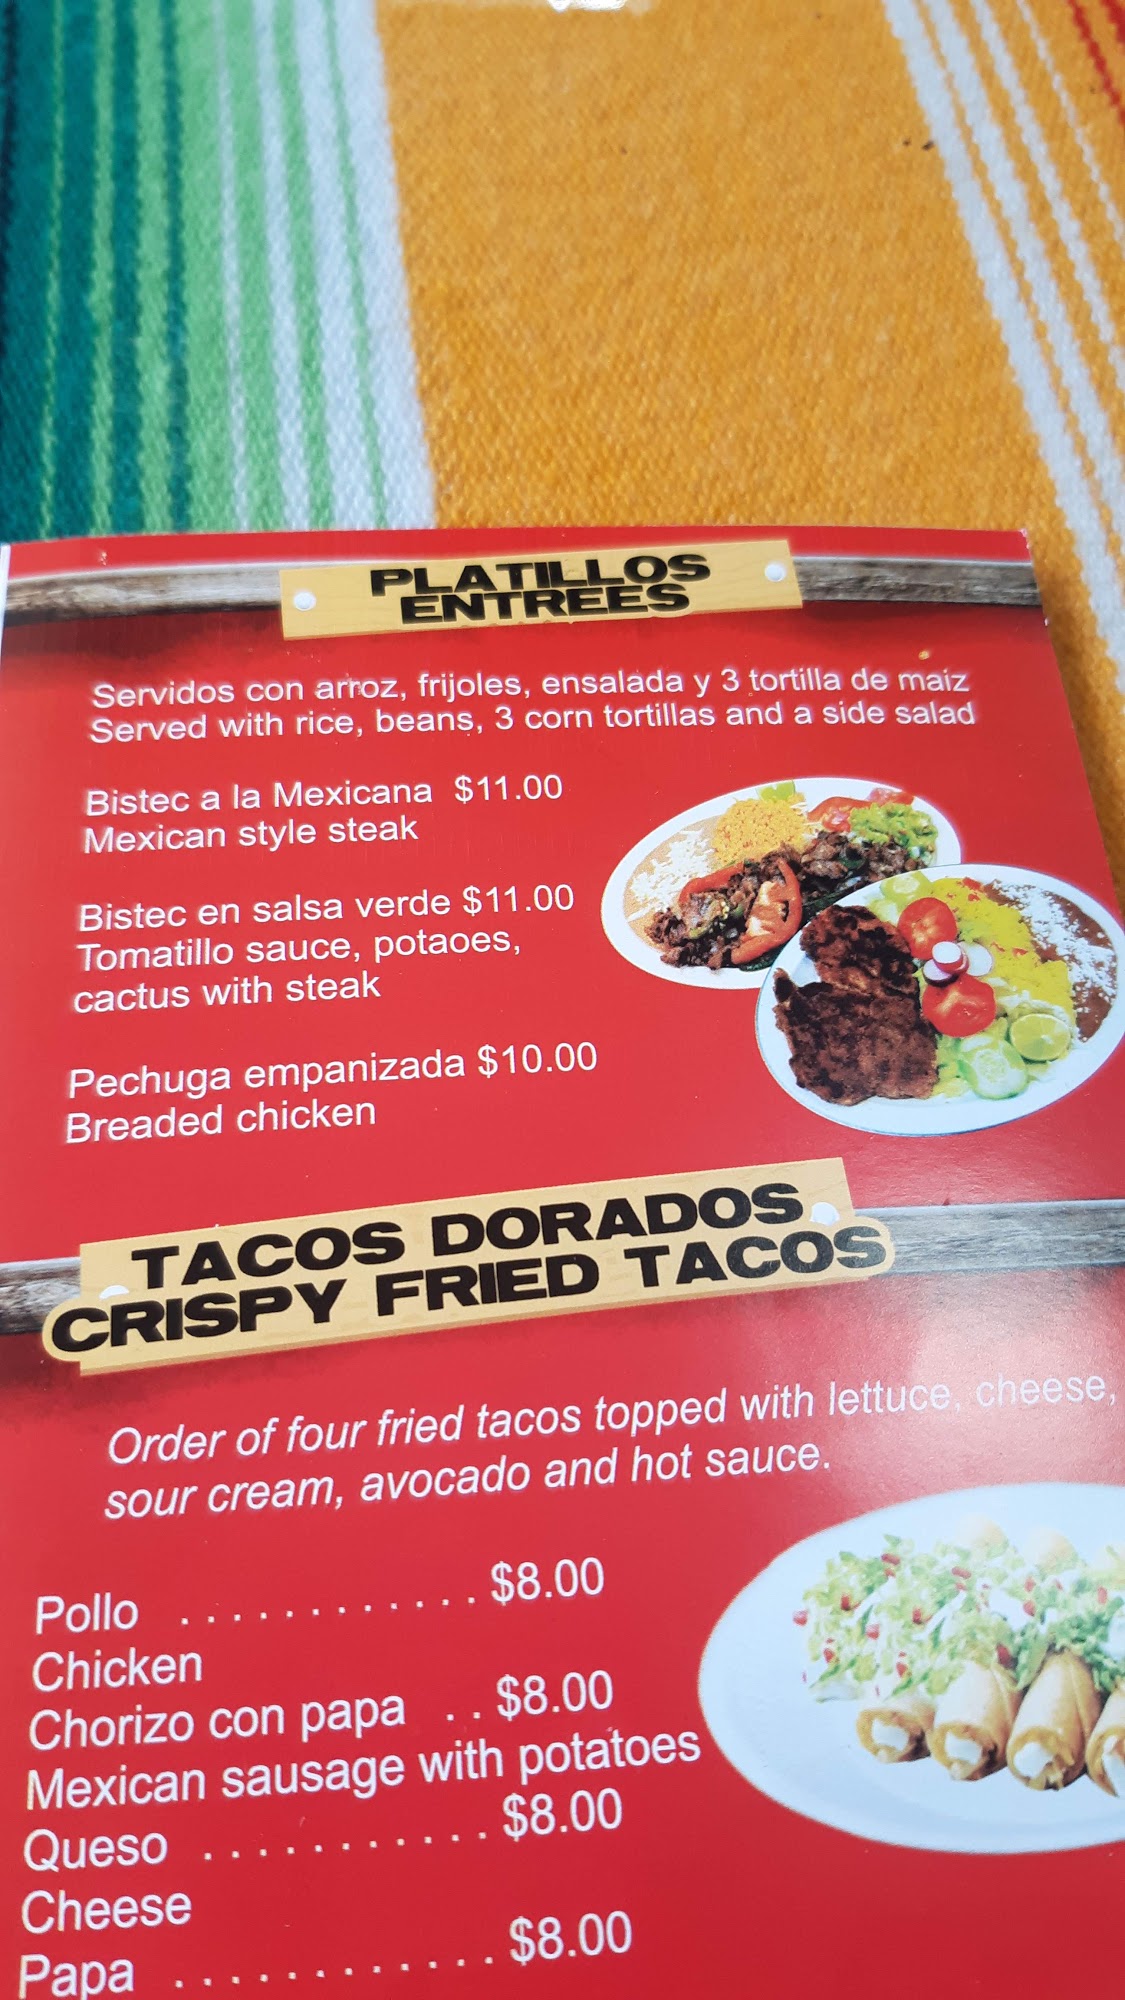 PLATILLOS
ENTREES
Servidos con arroz, frijoles, ensalada y 3 tortilla de maiz
Served with rice, beans, 3 corn tortillas and a side salad
Bistec a la Mexicana $11.00
Mexican style steak
Bistec en salsa verde $11.00
Tomatillo sauce, potaoes,
cactus with steak
Pechuga empanizada $10.00
Breaded chicken
TACOS DORADOS
CRISPY FRIED TACOS
Order of four fried tacos topped with lettuce, cheese,
sour cream, avocado and hot sauce.
Pollo . . . . . . . . . . . . $8.00
Chicken
Chorizo con papa . . $8.00
Mexican sausage with potatoes
Queso . . . . . . . . . . . $8.00
Cheese
Papa . . . . . . . . . . . . $8.00